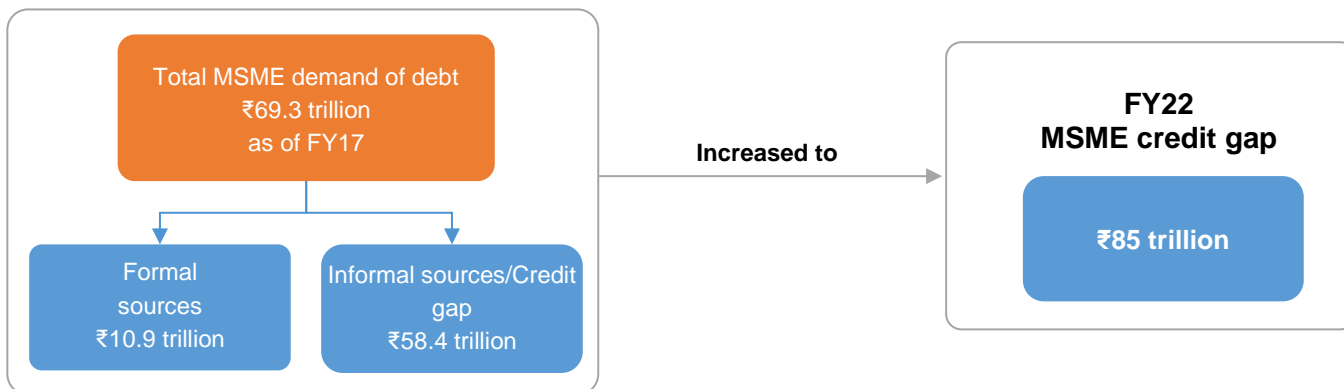 Total MSME demand of debt
₹69.3 trillion
as of FY17
Formal
sources
₹10.9 trillion
Informal sources/Credit
gap
₹58.4 trillion
Increased to
FY22
MSME credit gap
₹85 trillion